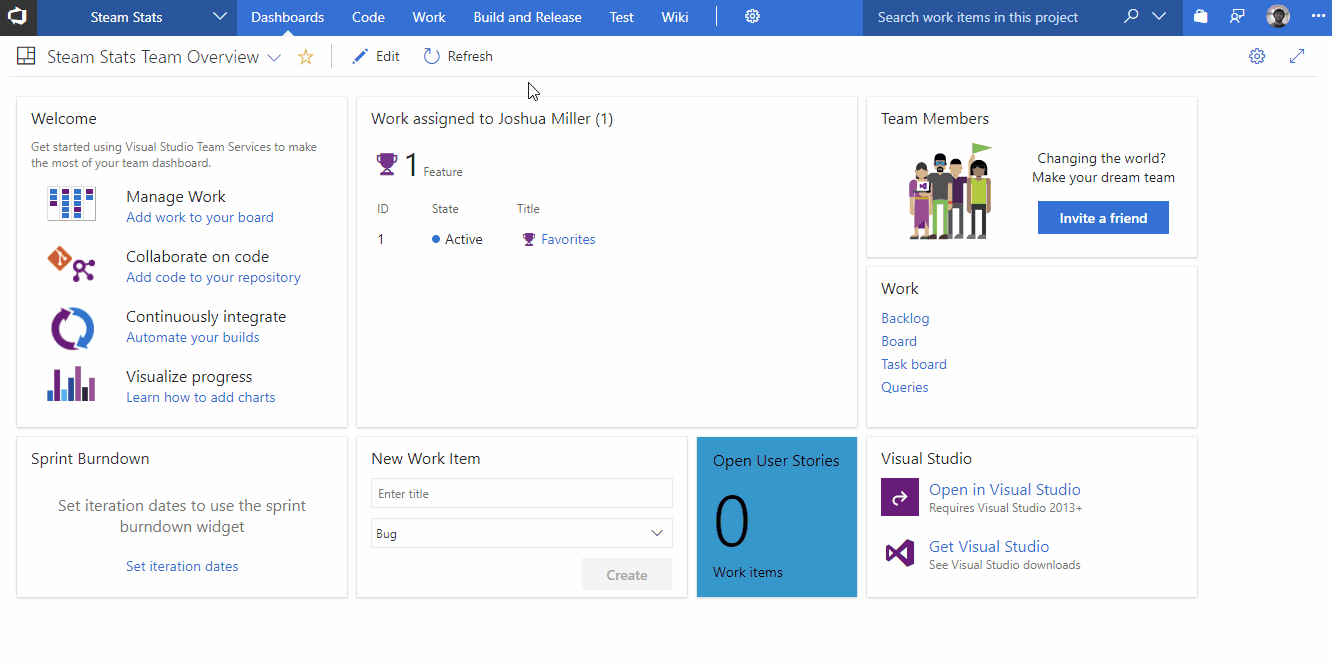 Steam Stats Dashboards Code Work Build and Release Test Wiki Search work items in this project
Steam Stats Team Overview Edit Refresh
Welcome
Get started using Visual Studio Team Services to make
the most of your team dashboard.
Manage Work
Add work to your board
Collaborate on code
Add code to your repository
Continuously integrate
Automate your builds
Visualize progress
Learn how to add charts
Work assigned to Joshua Miller (1)
1 Feature
ID State Title
1 Active Favorites
Team Members
Changing the world?
Make your dream team
Invite a friend
Work
Backlog
Board
Task board
Queries
Sprint Burndown
Set iteration dates to use the sprint
burndown widget
Set iteration dates
New Work Item
Enter title
Bug
Create
Open User Stories
0
Work items
Visual Studio
Open in Visual Studio
Requires Visual Studio 2013+
Get Visual Studio
See Visual Studio downloads